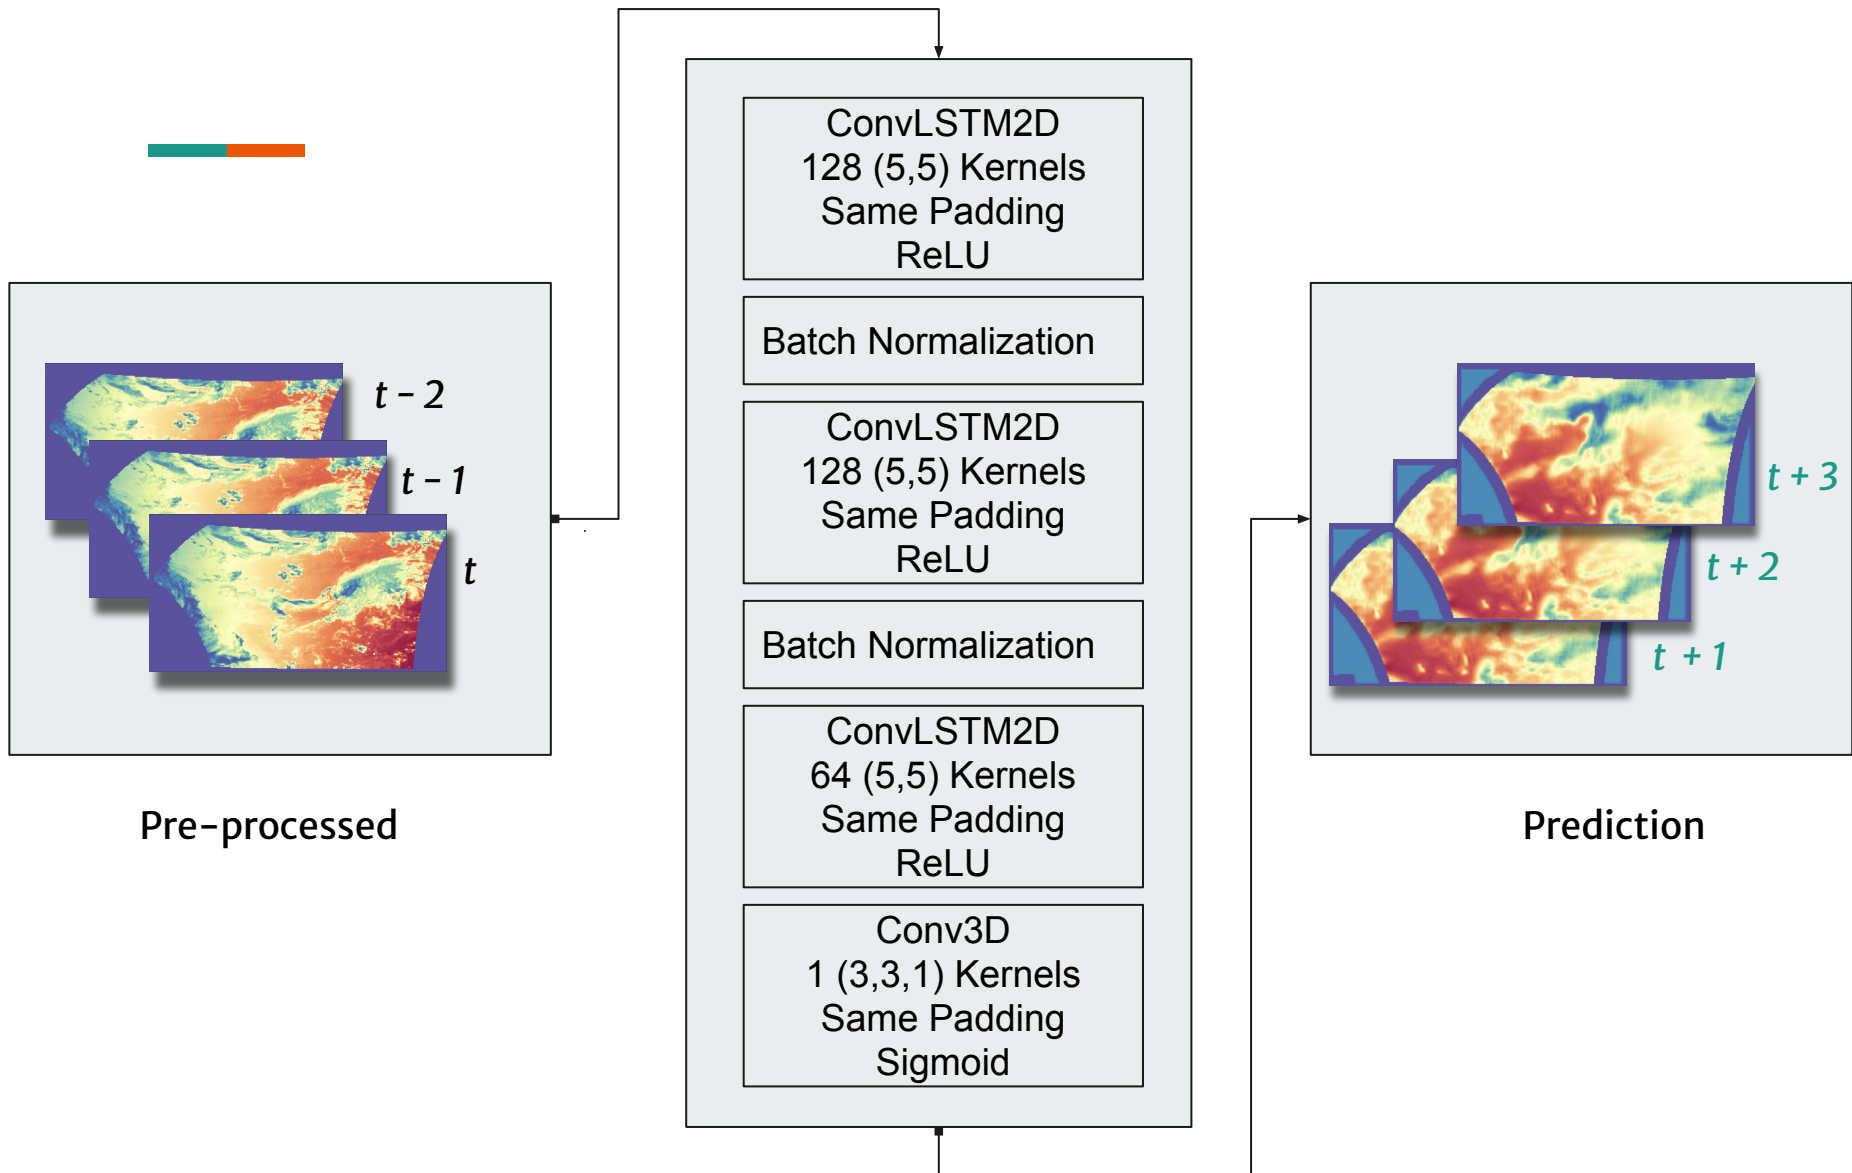 t - 2
t - 1
t
Pre-processed
ConvLSTM2D
128 (5,5) Kernels
Same Padding
ReLU
Batch Normalization
ConvLSTM2D
128 (5,5) Kernels
Same Padding
ReLU
Batch Normalization
ConvLSTM2D
64 (5,5) Kernels
Same Padding
ReLU
Conv3D
1 (3,3,1) Kernels
Same Padding
Sigmoid
t + 3
t + 2
t + 1
Prediction